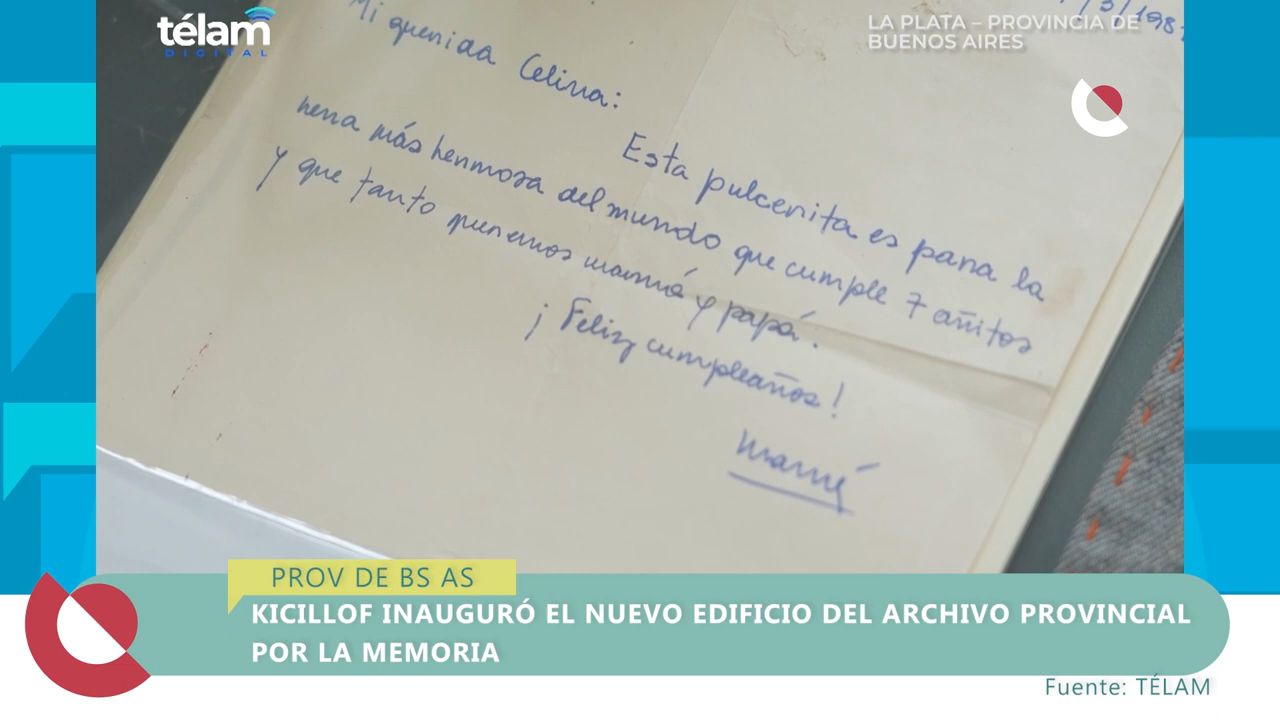 télam
DIGITAL
LA PLATA – PROVINCIA DE
BUENOS AIRES
Mi querida Celina:
Esta pulcerita es para la
nena más hermosa del mundo que cumple 7 añitos
y que tanto queremos mamá y papá.
¡Feliz cumpleaños!
Mamá
PROV DE BS AS
KICILLOF INAUGURÓ EL NUEVO EDIFICIO DEL ARCHIVO PROVINCIAL
POR LA MEMORIA
Fuente: TÉLAM